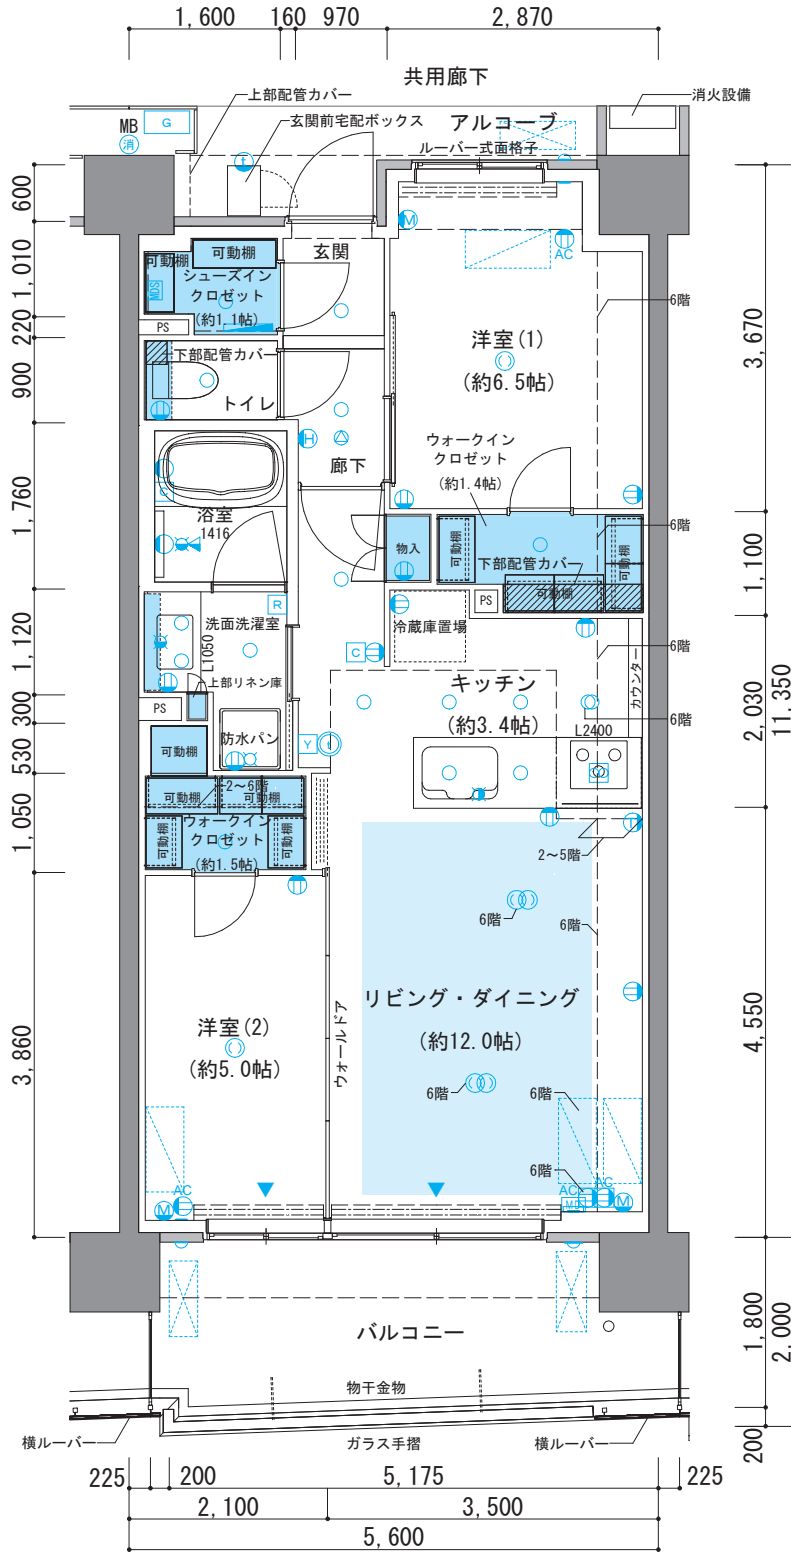 1,600 160 970 2,870
共用廊下
上部配管カバー
消火設備
MB
G
消
玄関前宅配ボックス
アルコーブ
ルーバー式面格子
t
600
M
玄関
可動棚
可動棚
AC
シューズイン
クロゼット
(約1.1帖)
MDS
1,010
6階
PS
220
3,670
洋室(1)
(約6.5帖)
下部配管カバー
トイレ
900
H
ウォークイン
クロゼット
(約1.4帖)
廊下
1,760
浴室
1416
6階
物入
可動棚
下部配管カバー
可動棚
可動棚
1,100
PS
R
洗面洗濯室
L1050
冷蔵庫置場
1,120
C
6階
カウンター
キッチン
(約3.4帖)
2,030
11,350
上部リネン庫
300
PS
6階
L2400
防水パン
Y
t
530
可動棚
2〜6階
可動棚
可動棚
1,050
ウォークイン
クロゼット
(約1.5帖)
可動棚
可動棚
2〜5階
6階
6階
リビング・ダイニング
(約12.0帖)
ウォールドア
洋室(2)
(約5.0帖)
3,860
4,550
6階
6階
6階
AC
M
AC
AC
MD
M
バルコニー
1,800
2,000
物干金物
横ルーバー
ガラス手摺
横ルーバー
200
225 200 5,175 225
2,100 3,500
5,600